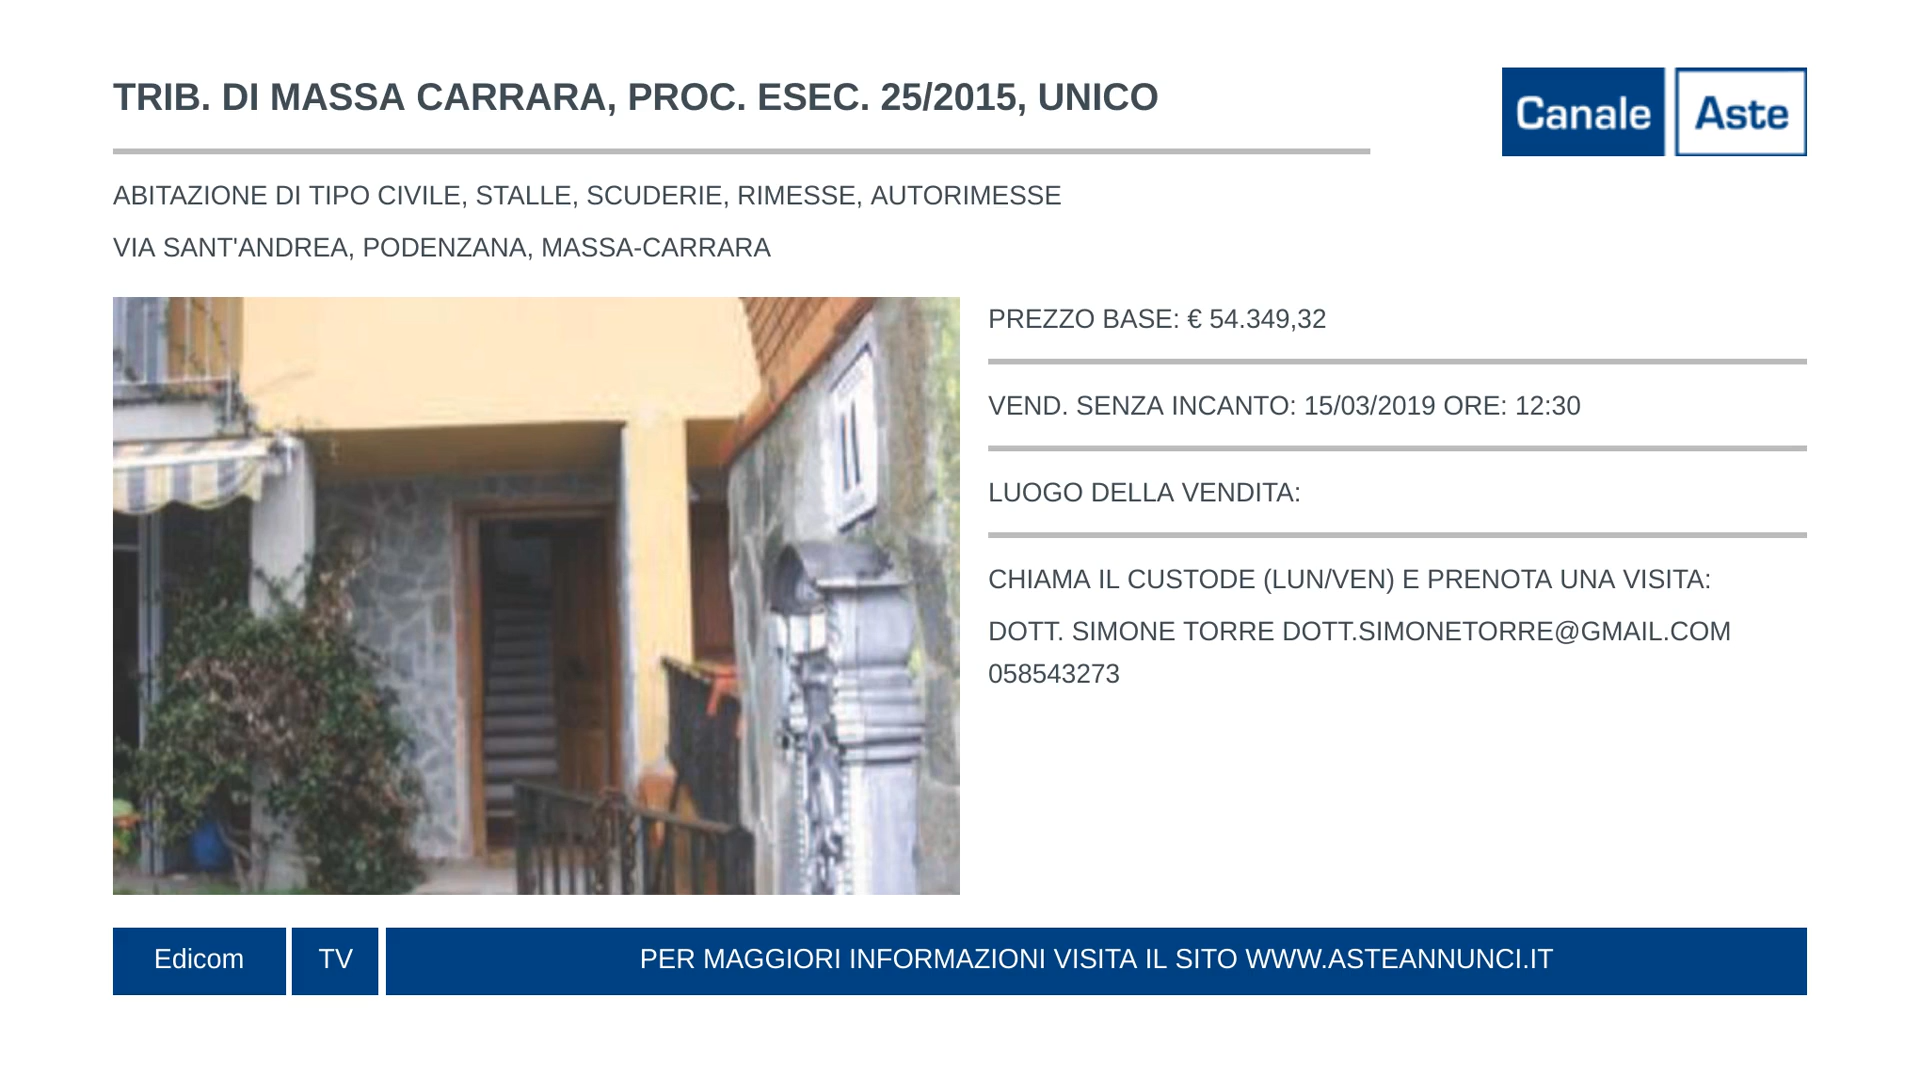 TRIB. DI MASSA CARRARA, PROC. ESEC. 25/2015, UNICO
Canale Aste
ABITAZIONE DI TIPO CIVILE, STALLE, SCUDERIE, RIMESSE, AUTORIMESSE
VIA SANT'ANDREA, PODENZANA, MASSA-CARRARA
PREZZO BASE: € 54.349,32
VEND. SENZA INCANTO: 15/03/2019 ORE: 12:30
LUOGO DELLA VENDITA:
CHIAMA IL CUSTODE (LUN/VEN) E PRENOTA UNA VISITA:
DOTT. SIMONE TORRE DOTT.SIMONETORRE@GMAIL.COM
058543273
Edicom TV PER MAGGIORI INFORMAZIONI VISITA IL SITO WWW.ASTEANNUNCI.IT